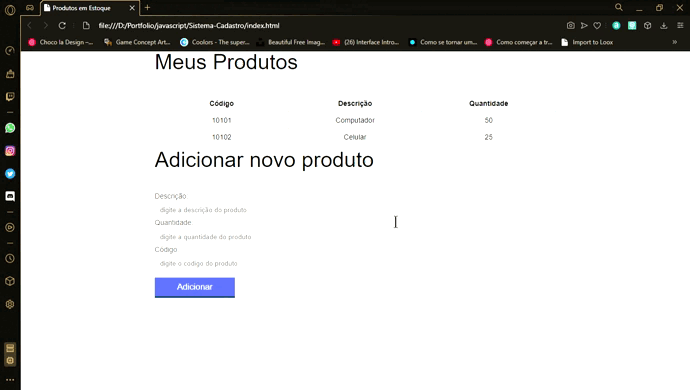 Produtos em Estoque
file:///D:/Portfolio/javascript/Sistema-Cadastro/index.html
Choco la Design –...
Game Concept Art...
Coolors - The super...
Beautiful Free Imag...
(26) Interface Intro...
Como se tornar um...
Como começar a tr...
Import to Loox
Meus Produtos
Código Descrição Quantidade
10101 Computador 50
10102 Celular 25
Adicionar novo produto
Descrição
digite a descrição do produto
Quantidade
digite a quantidade do produto
Código
digite o codigo do produto
Adicionar